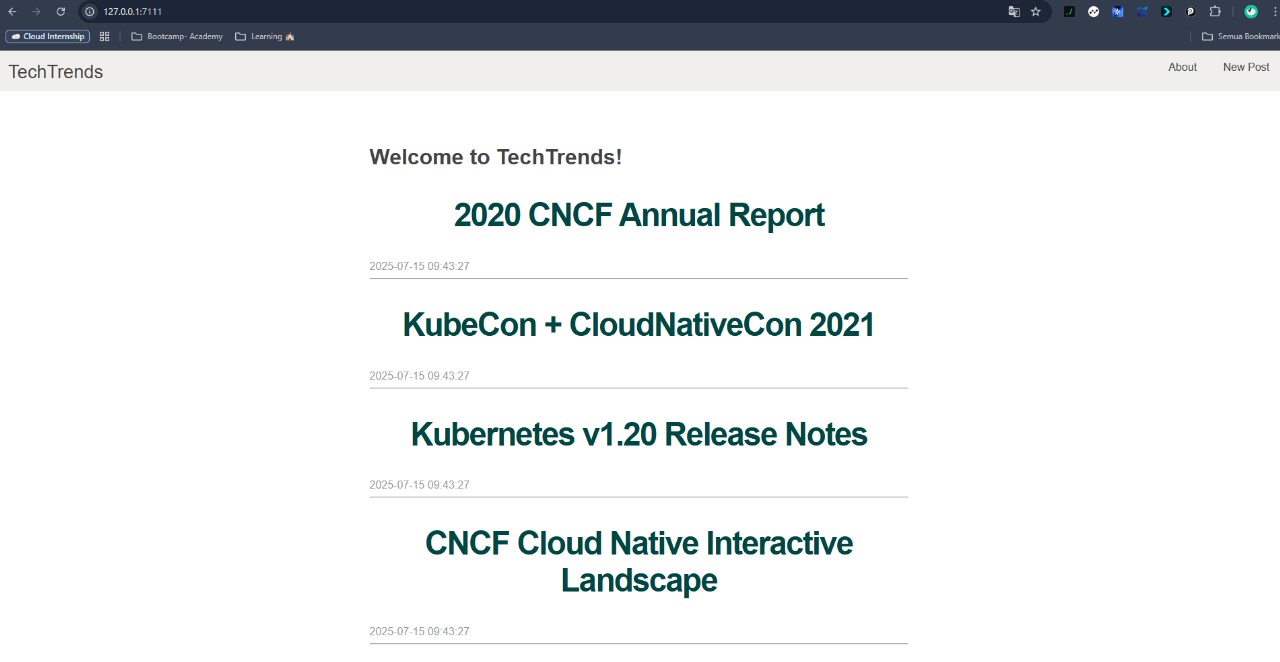 127.0.0.1:7111
Cloud Internship
Bootcamp- Academy
Learning
Semua Bookmark
TechTrends
About
New Post
Welcome to TechTrends!
2020 CNCF Annual Report
2025-07-15 09:43:27
KubeCon + CloudNativeCon 2021
2025-07-15 09:43:27
Kubernetes v1.20 Release Notes
2025-07-15 09:43:27
CNCF Cloud Native Interactive
Landscape
2025-07-15 09:43:27